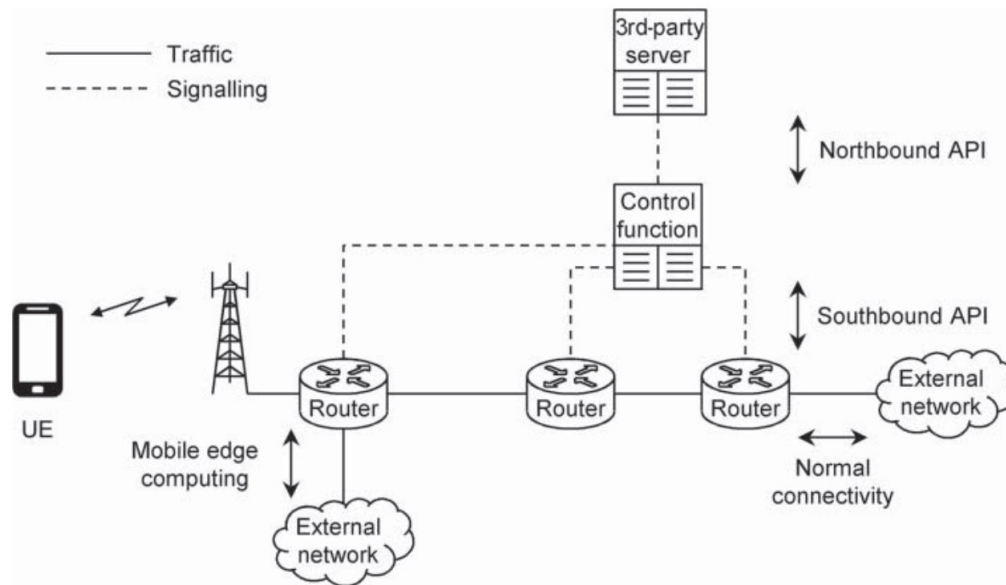 Traffic
Signalling
3rd-party
server
Northbound API
Control
function
Southbound API
UE
Router
Router
Router
External
network
Mobile edge
computing
Normal
connectivity
External
network